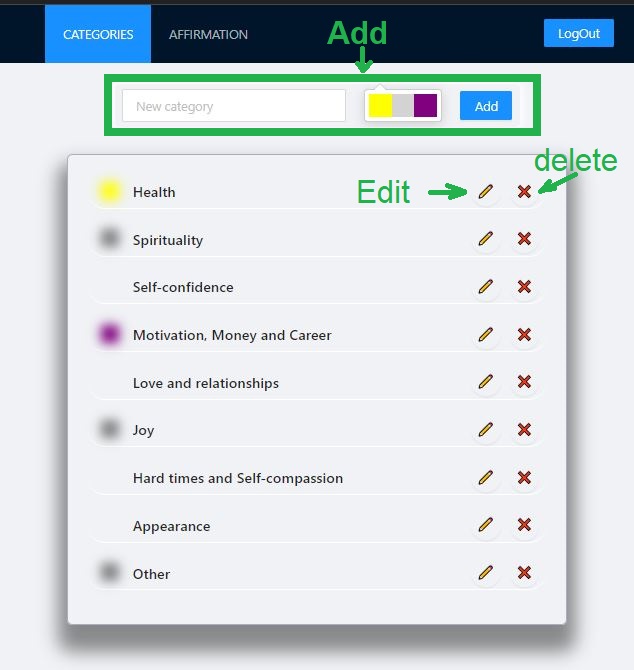 CATEGORIES AFFIRMATION Add LogOut
New category Add
delete
Health Edit
Spirituality
Self-confidence
Motivation, Money and Career
Love and relationships
Joy
Hard times and Self-compassion
Appearance
Other